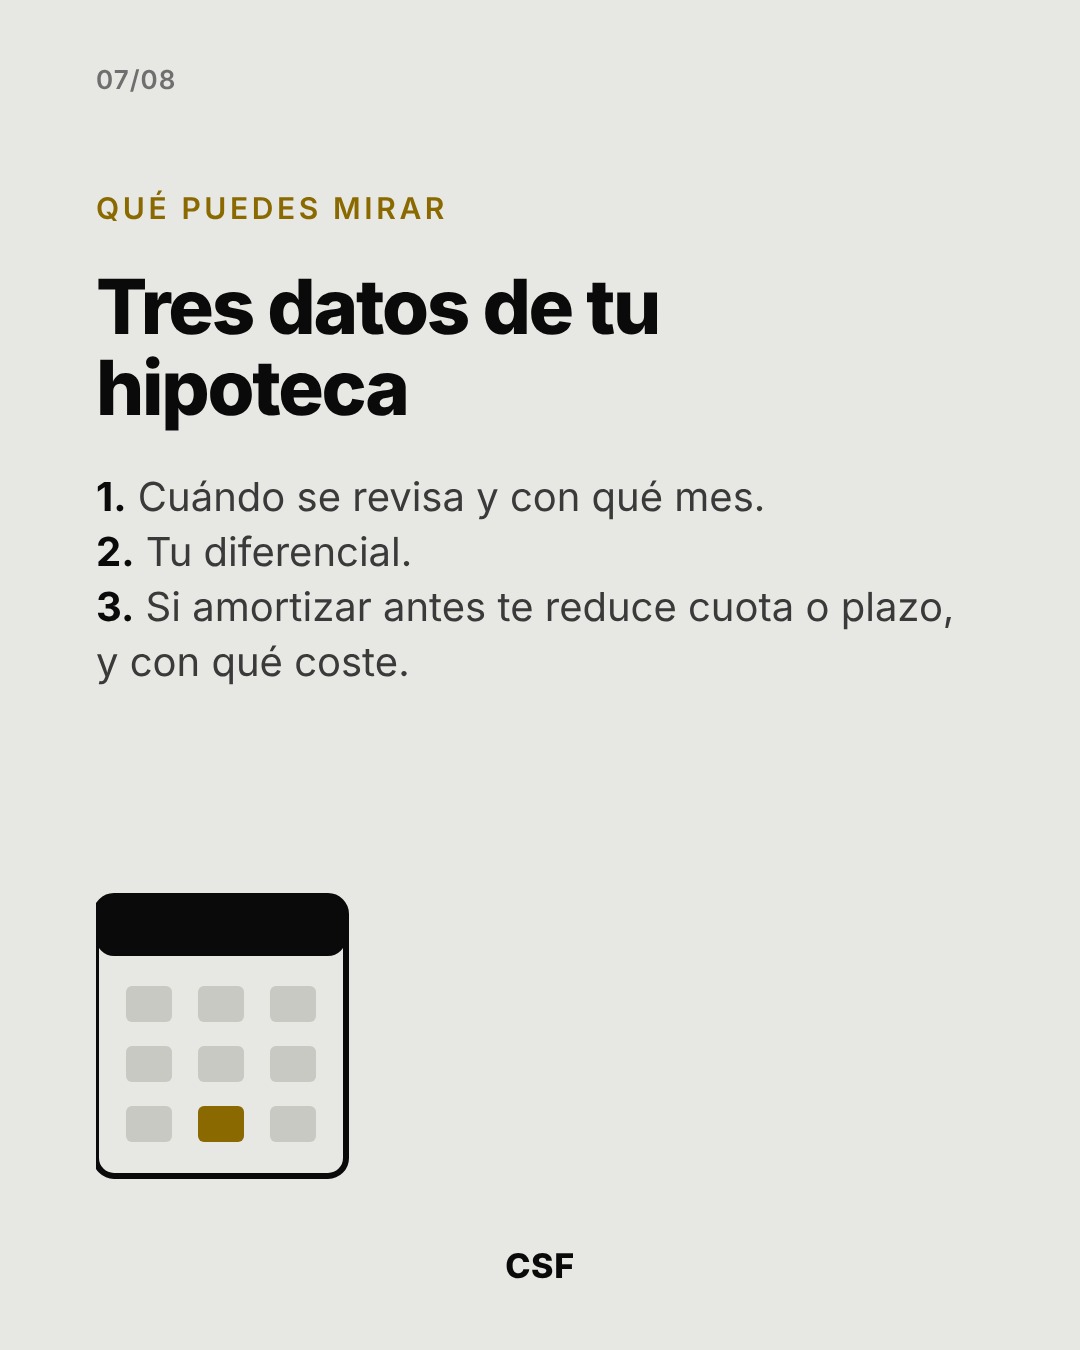 07/08
QUÉ PUEDES MIRAR
Tres datos de tu
hipoteca
1. Cuándo se revisa y con qué mes.
2. Tu diferencial.
3. Si amortizar antes te reduce cuota o plazo,
y con qué coste.
CSF